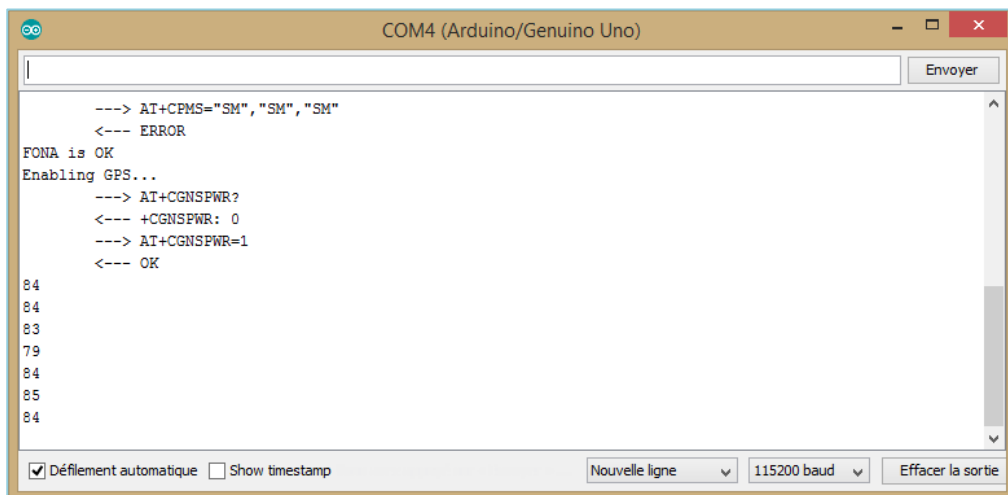 COM4 (Arduino/Genuino Uno)
Envoyer
---> AT+CPMS="SM","SM","SM"
<--- ERROR
FONA is OK
Enabling GPS...
---> AT+CGNSPWR?
<--- +CGNSPWR: 0
---> AT+CGNSPWR=1
<--- OK
84
84
83
79
84
85
84
Défilement automatique Show timestamp Nouvelle ligne 115200 baud Effacer la sortie